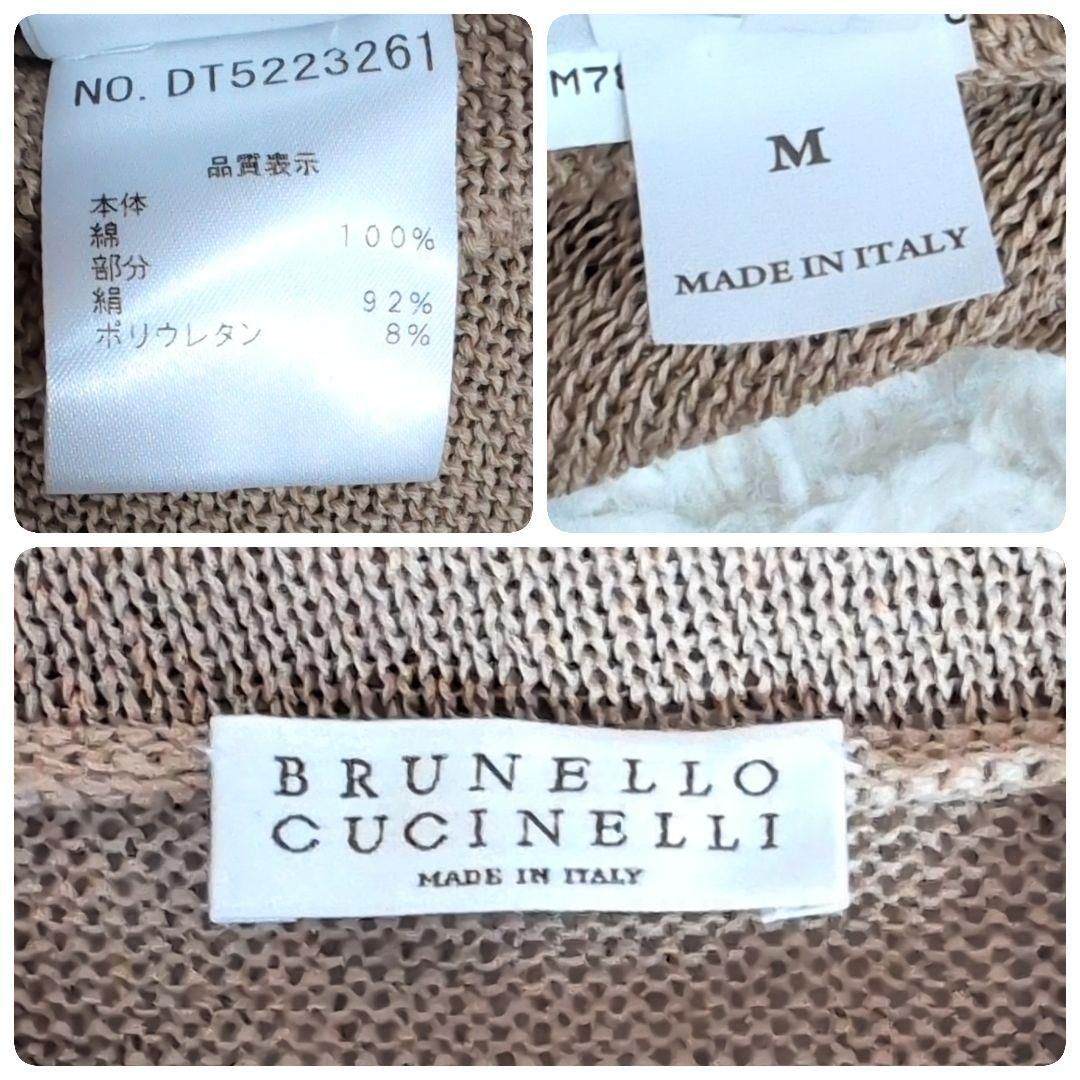 NO. DT5223261
品質表示
本体
綿 100%
部分
絹 92%
ポリウレタン 8%
M
MADE IN ITALY
BRUNELLO
CUCINELLI
MADE IN ITALY